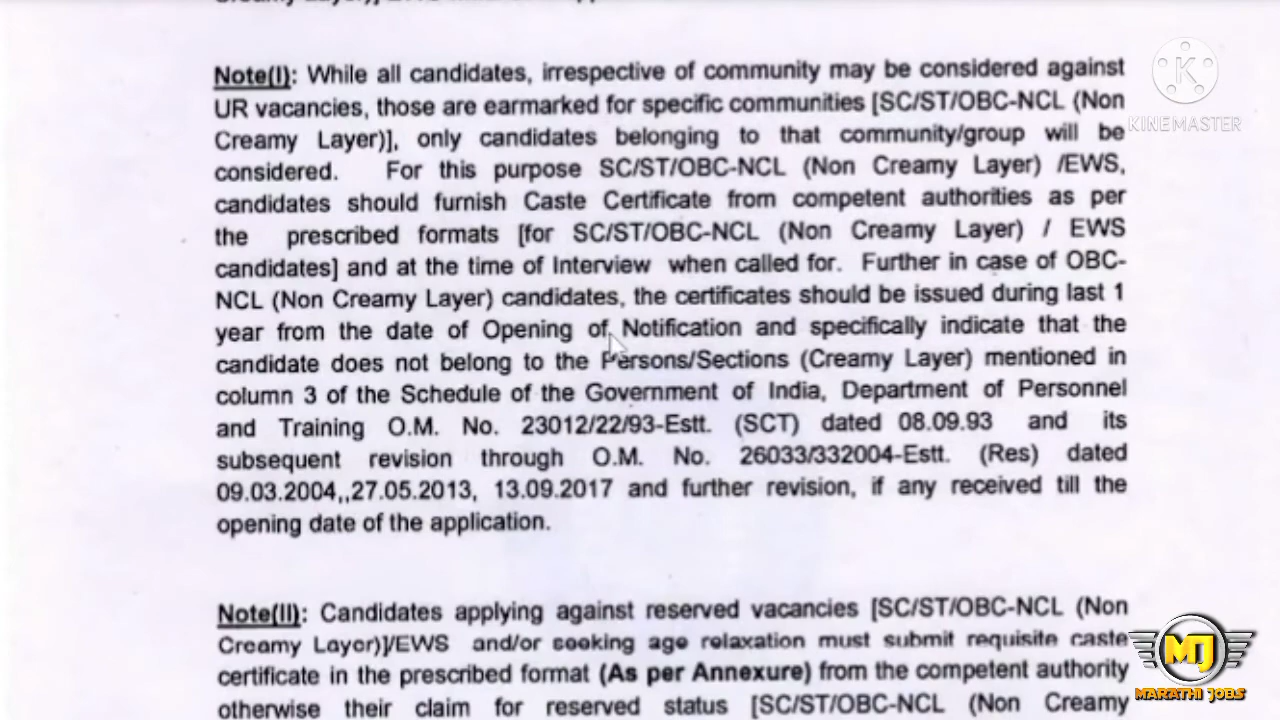 Note(I): While all candidates, irrespective of community may be considered against
UR vacancies, those are earmarked for specific communities [SC/ST/OBC-NCL (Non
Creamy Layer)], only candidates belonging to that community/group will be
considered. For this purpose SC/ST/OBC-NCL (Non Creamy Layer) /EWS,
candidates should furnish Caste Certificate from competent authorities as per
the prescribed formats [for SC/ST/OBC-NCL (Non Creamy Layer) / EWS
candidates] and at the time of Interview when called for. Further in case of OBC-
NCL (Non Creamy Layer) candidates, the certificates should be issued during last 1
year from the date of Opening of Notification and specifically indicate that the
candidate does not belong to the Persons/Sections (Creamy Layer) mentioned in
column 3 of the Schedule of the Government of India, Department of Personnel
and Training O.M. No. 23012/22/93-Estt. (SCT) dated 08.09.93 and its
subsequent revision through O.M. No. 26033/332004-Estt. (Res) dated
09.03.2004,,27.05.2013, 13.09.2017 and further revision, if any received till the
opening date of the application.
Note(II): Candidates applying against reserved vacancies [SC/ST/OBC-NCL (Non
Creamy Layer)]/EWS and/or seeking age relaxation must submit requisite caste
certificate in the prescribed format (As per Annexure) from the competent authority
otherwise their claim for reserved status [SC/ST/OBC-NCL (Non Creamy
K
KINEMASTER
MJ
MARATHI JOBS